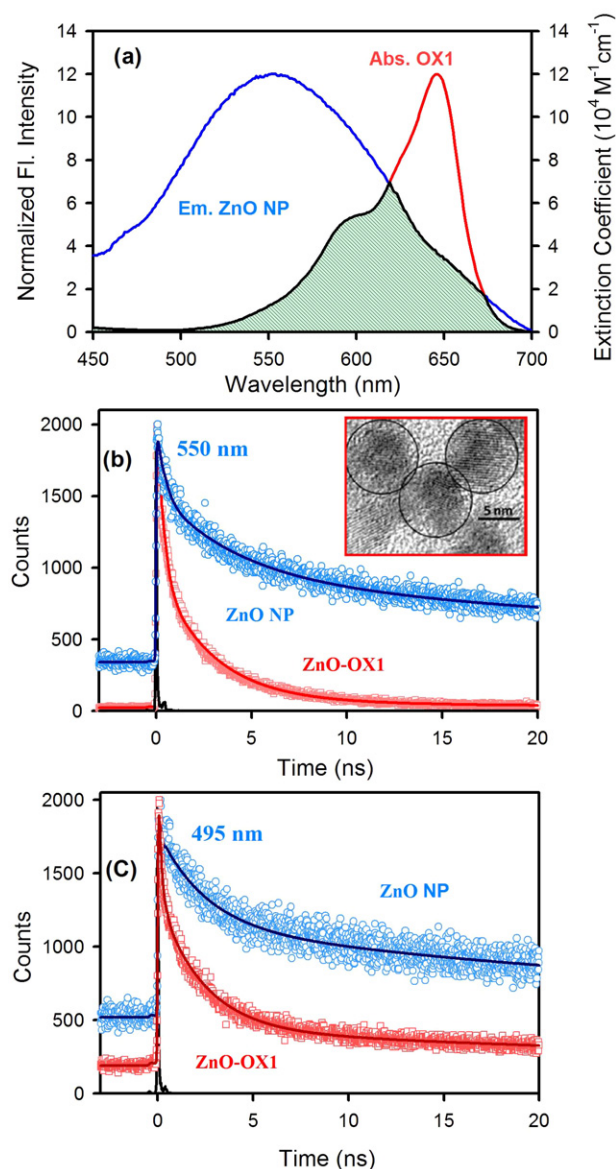 (a)
Abs. OX1
Em. ZnO NP
Normalized Fl. Intensity
Extinction Coefficient (10⁴ M⁻¹cm⁻¹)
14
12
10
8
6
4
2
0
14
12
10
8
6
4
2
0
450 500 550 600 650 700
Wavelength (nm)
(b)
550 nm
5 nm
ZnO NP
ZnO-OX1
Counts
2000
1500
1000
500
0
0 5 10 15 20
Time (ns)
(C)
495 nm
ZnO NP
ZnO-OX1
Counts
2000
1500
1000
500
0
0 5 10 15 20
Time (ns)